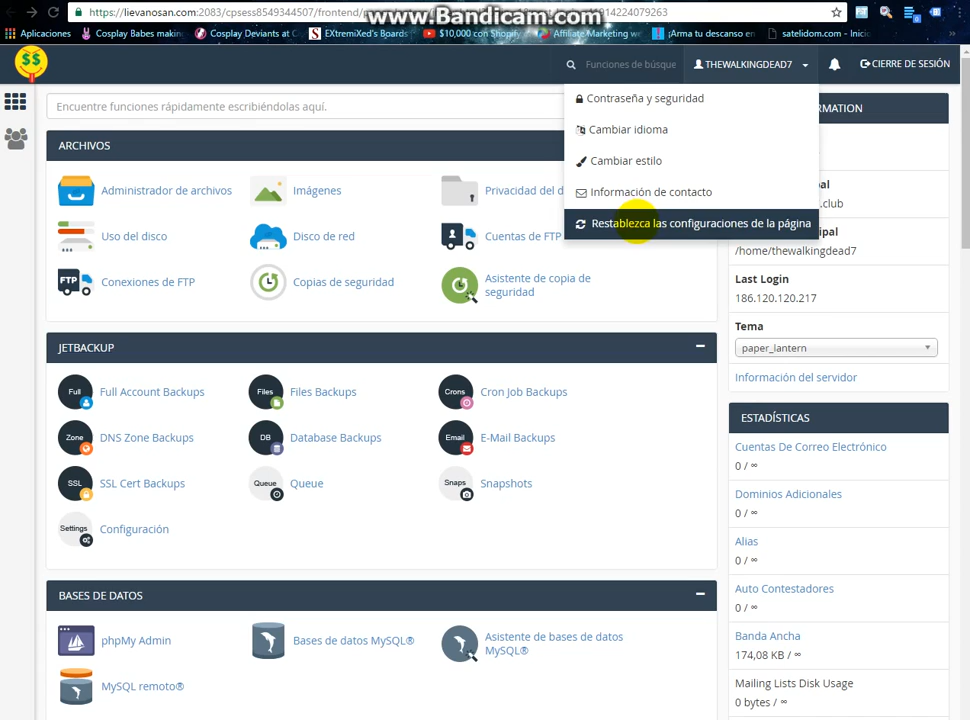 https://lievanosan.com:2083/cpsess8549344507/frontend/
14224079263
www.Bandicam.com
Aplicaciones
Cosplay Babes makin
Cosplay Deviants at C
EXtremiXed's Boards
$10,000 con Shopify
Affiliate Marketing we
¡Arma tu descanso en
satelidom.com - Inici
»
$$
Funciones de búsque
THEWALKINGDEAD7
CIERRE DE SESIÓN
Encuentre funciones rápidamente escribiéndolas aquí.
Contraseña y seguridad
Cambiar idioma
Cambiar estilo
Información de contacto
Restablezca las configuraciones de la página
ARCHIVOS
Administrador de archivos
Imágenes
Privacidad del d
Uso del disco
Disco de red
Cuentas de FTP
FTP
Conexiones de FTP
Copias de seguridad
Asistente de copia de
seguridad
JETBACKUP
Full
Full Account Backups
Files
Files Backups
Crons
Cron Job Backups
Zone
DNS Zone Backups
DB
Database Backups
Email
E-Mail Backups
SSL
SSL Cert Backups
Queue
Queue
Snaps
Snapshots
Settings
Configuración
BASES DE DATOS
phpMy Admin
Bases de datos MySQL®
Asistente de bases de datos
MySQL®
MySQL remoto®
RMATION
pal
.club
cipal
/home/thewalkingdead7
Last Login
186.120.120.217
Tema
paper_lantern
Información del servidor
ESTADÍSTICAS
Cuentas De Correo Electrónico
0 / ∞
Dominios Adicionales
0 / ∞
Alias
0 / ∞
Auto Contestadores
0 / ∞
Banda Ancha
174,08 KB / ∞
Mailing Lists Disk Usage
0 bytes / ∞